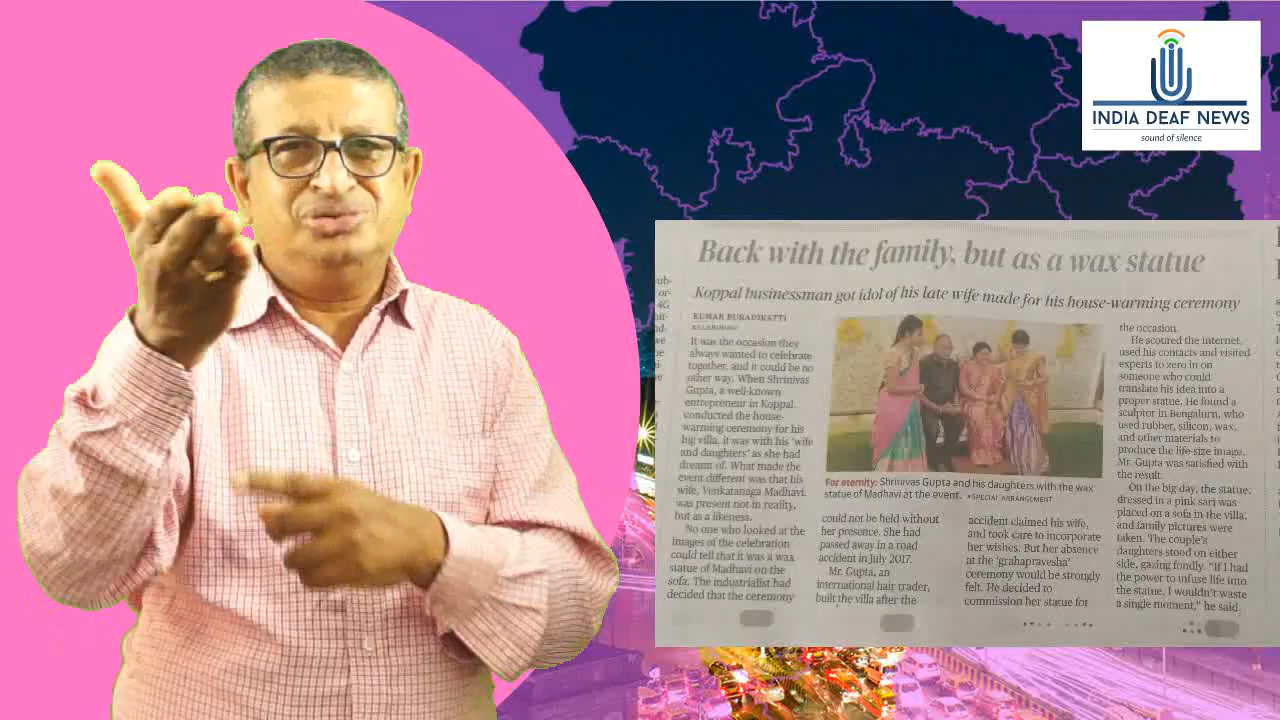 INDIA DEAF NEWS
sound of silence
Back with the family, but as a wax statue
Koppal businessman got idol of his late wife made for his house-warming ceremony
KUMAR BURADIKATTI
It was the occasion they
always wanted to celebrate
together, and it could be no
other way. When Shrinivas
Gupta, a well-known
entrepreneur in Koppal,
conducted the house-
warming ceremony for his
big villa, it was with his 'wife
and daughters' as she had
dreamt of. What made the
event different was that his
wife, Venkatanaga Madhavi,
was present not in reality,
but as a likeness.
No one who looked at the
images of the celebration
could tell that it was a wax
statue of Madhavi on the
sofa. The industrialist had
decided that the ceremony
For eternity: Shrinivas Gupta and his daughters with the wax
statue of Madhavi at the event. •SPECIAL ARRANGEMENT
could not be held without
her presence. She had
passed away in a road
accident in July 2017.
Mr. Gupta, an
international hair trader,
built the villa after the
accident claimed his wife,
and took care to incorporate
her wishes. But her absence
at the 'grahapravesha'
ceremony would be strongly
felt. He decided to
commission her statue for
the occasion.
He scoured the internet,
used his contacts and visited
experts to zero in on
someone who could
translate his idea into a
proper statue. He found a
sculptor in Bengaluru, who
used rubber, silicon, wax,
and other materials to
produce the life-size image.
Mr. Gupta was satisfied with
the result.
On the big day, the statue,
dressed in a pink sari was
placed on a sofa in the villa,
and family pictures were
taken. The couple's
daughters stood on either
side, gazing fondly. "If I had
the power to infuse life into
the statue, I wouldn't waste
a single moment," he said.